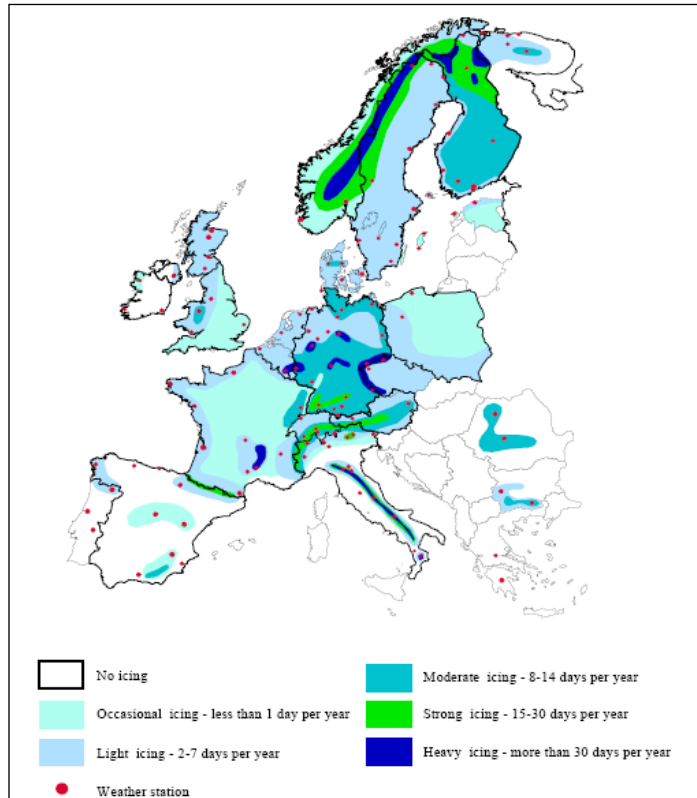 No icing
Moderate icing - 8-14 days per year
Occasional icing - less than 1 day per year
Strong icing - 15-30 days per year
Light icing - 2-7 days per year
Heavy icing - more than 30 days per year
Weather station